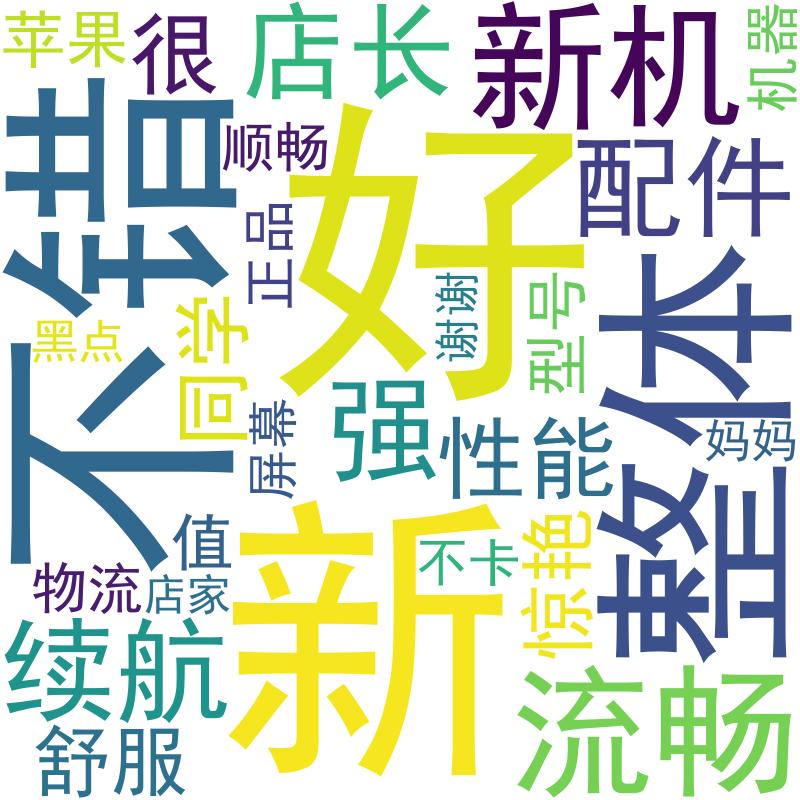 苹果
很
店长
新机
机器
不错
顺畅
好
配件
正品
整体
谢谢
型号
同学
黑点
屏幕
强
性能
妈妈
新
值
不卡
惊艳
物流
店家
续航
流畅
舒服